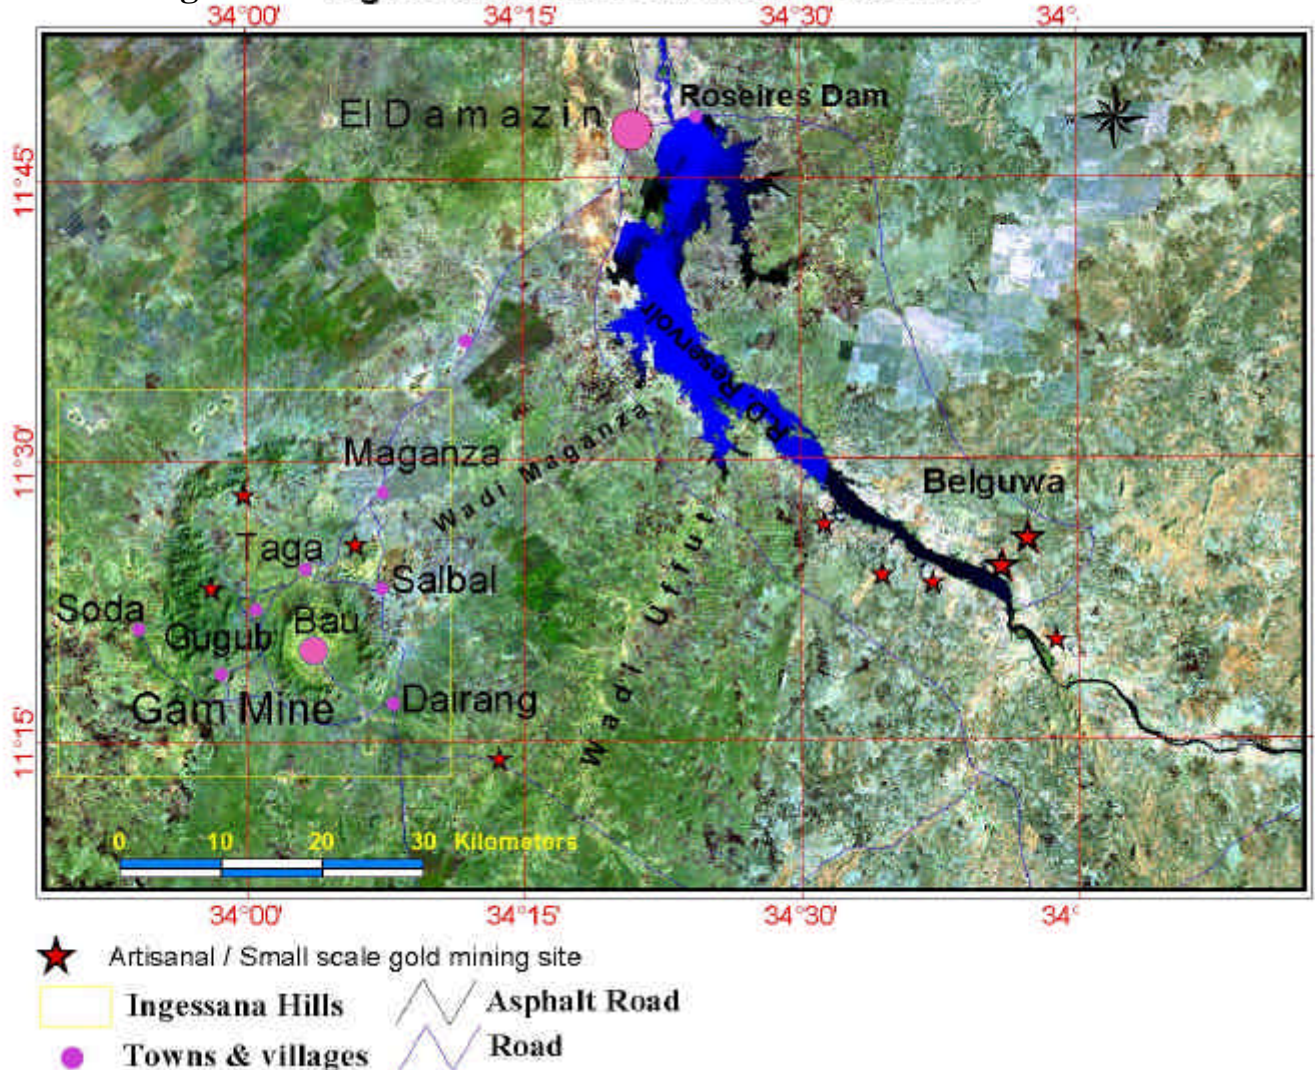 34°00' 34°15' 34°30' 34°
El Damazin
Roseires Dam
11°45'
R.D.Reservoir
Maganza
11°30'
Wadi Maganza
Belguwa
Wadi Uffut
Taga
Salbal
Soda
Bau
Gugub
Gam Mine
Dairang
11°15'
0 10 20 30 Kilometers
34°00' 34°15' 34°30' 34°
Artisanal / Small scale gold mining site
Ingessana Hills
Asphalt Road
Towns & villages
Road